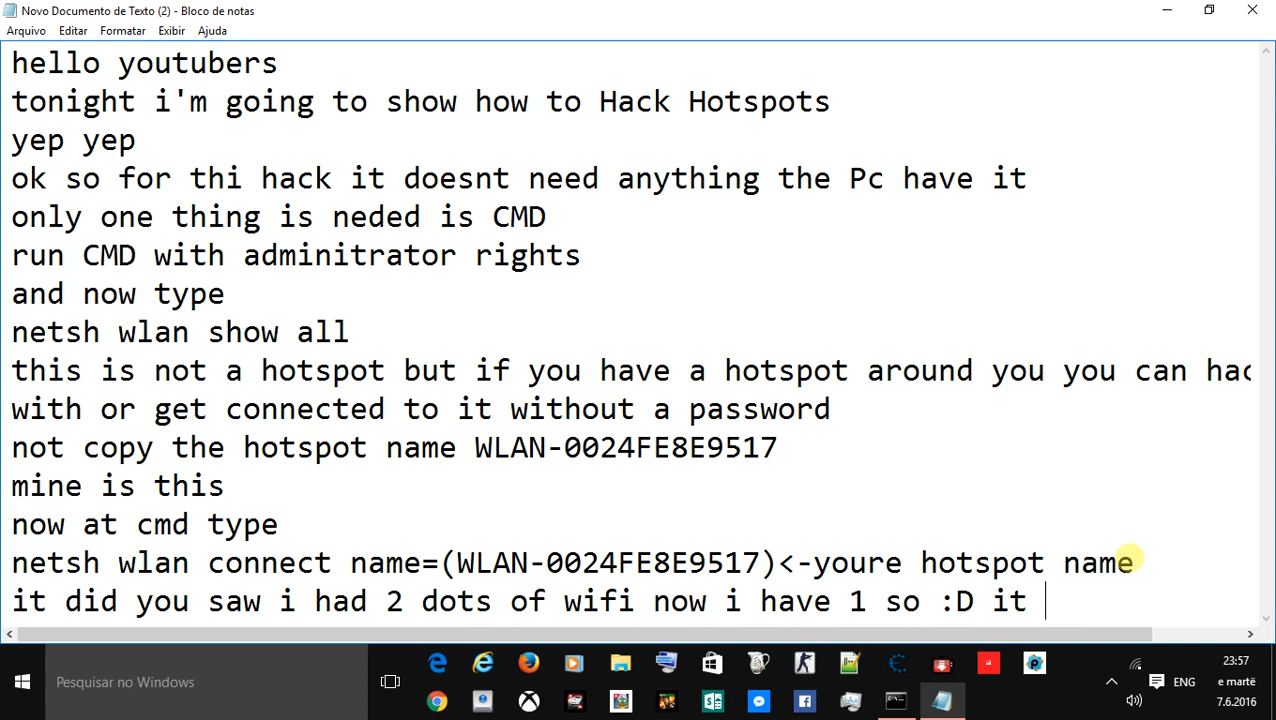 Novo Documento de Texto (2) - Bloco de notas
Arquivo Editar Formatar Exibir Ajuda
hello youtubers
tonight i'm going to show how to Hack Hotspots
yep yep
ok so for thi hack it doesnt need anything the Pc have it
only one thing is neded is CMD
run CMD with adminitrator rights
and now type
netsh wlan show all
this is not a hotspot but if you have a hotspot around you you can hac
with or get connected to it without a password
not copy the hotspot name WLAN-0024FE8E9517
mine is this
now at cmd type
netsh wlan connect name=(WLAN-0024FE8E9517)<-youre hotspot name
it did you saw i had 2 dots of wifi now i have 1 so :D it
23:57
Pesquisar no Windows
ENG
e martë
7.6.2016